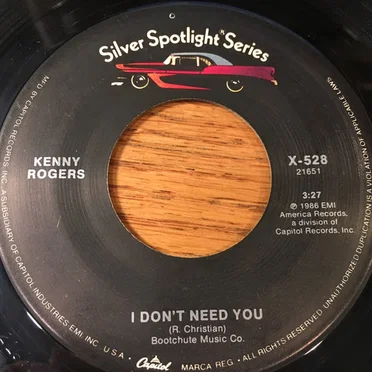 Silver Spotlight Series
KENNY
ROGERS
X-528
21651
3:27
℗ 1986 EMI
America Records,
a division of
Capitol Records, Inc.
I DON'T NEED YOU
(R. Christian)
Bootchute Music Co.
MFD BY CAPITOL RECORDS, INC., A SUBSIDIARY OF CAPITOL INDUSTRIES EMI INC. U.S.A. • Capitol MARCA REG. • ALL RIGHTS RESERVED. UNAUTHORIZED DUPLICATION IS A VIOLATION OF APPLICABLE LAWS